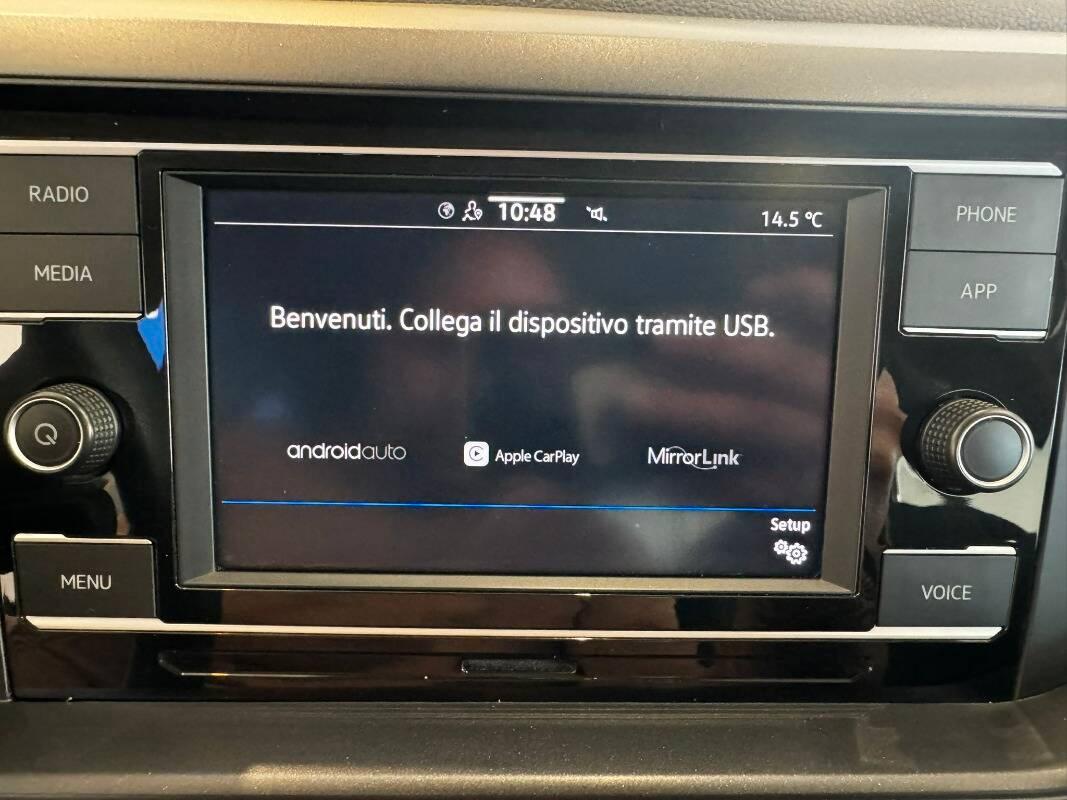 RADIO
MEDIA
10:48
14.5 °C
PHONE
APP
Benvenuti. Collega il dispositivo tramite USB.
androidauto
Apple CarPlay
MirrorLink
Setup
MENU
VOICE